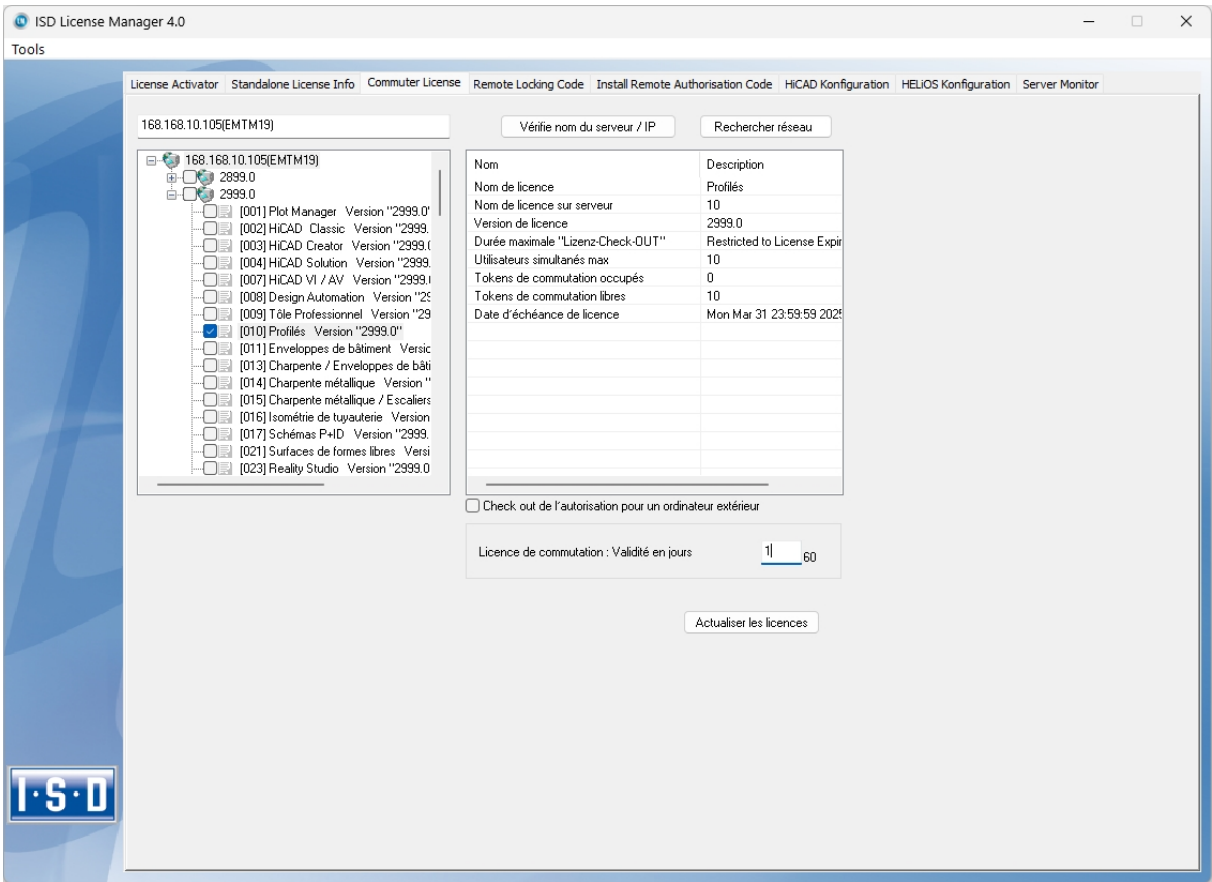 ISD License Manager 4.0
Tools
License Activator Standalone License Info Commuter License Remote Locking Code Install Remote Authorisation Code HiCAD Konfiguration HELiOS Konfiguration Server Monitor
168.168.10.105(EMTM19) Vérifie nom du serveur / IP Rechercher réseau
168.168.10.105(EMTM19)
2899.0
2999.0
[001] Plot Manager Version "2999.0"
[002] HiCAD Classic Version "2999.
[003] HiCAD Creator Version "2999.0
[004] HiCAD Solution Version "2999.
[007] HiCAD VI / AV Version "2999.
[008] Design Automation Version "29
[009] Tôle Professionnel Version "29
[010] Profilés Version "2999.0"
[011] Enveloppes de bâtiment Versic
[013] Charpente / Enveloppes de bâti
[014] Charpente métallique Version "
[015] Charpente métallique / Escaliers
[016] Isométrie de tuyauterie Version
[017] Schémas P+ID Version "2999.
[021] Surfaces de formes libres Versi
[023] Reality Studio Version "2999.0
Nom Description
Nom de licence Profilés
Nom de licence sur serveur 10
Version de licence 2999.0
Durée maximale "Lizenz-Check-OUT" Restricted to License Expir
Utilisateurs simultanés max 10
Tokens de commutation occupés 0
Tokens de commutation libres 10
Date d'échéance de licence Mon Mar 31 23:59:59 2025
Check out de l'autorisation pour un ordinateur extérieur
Licence de commutation : Validité en jours 1 60
Actualiser les licences
I·S·D